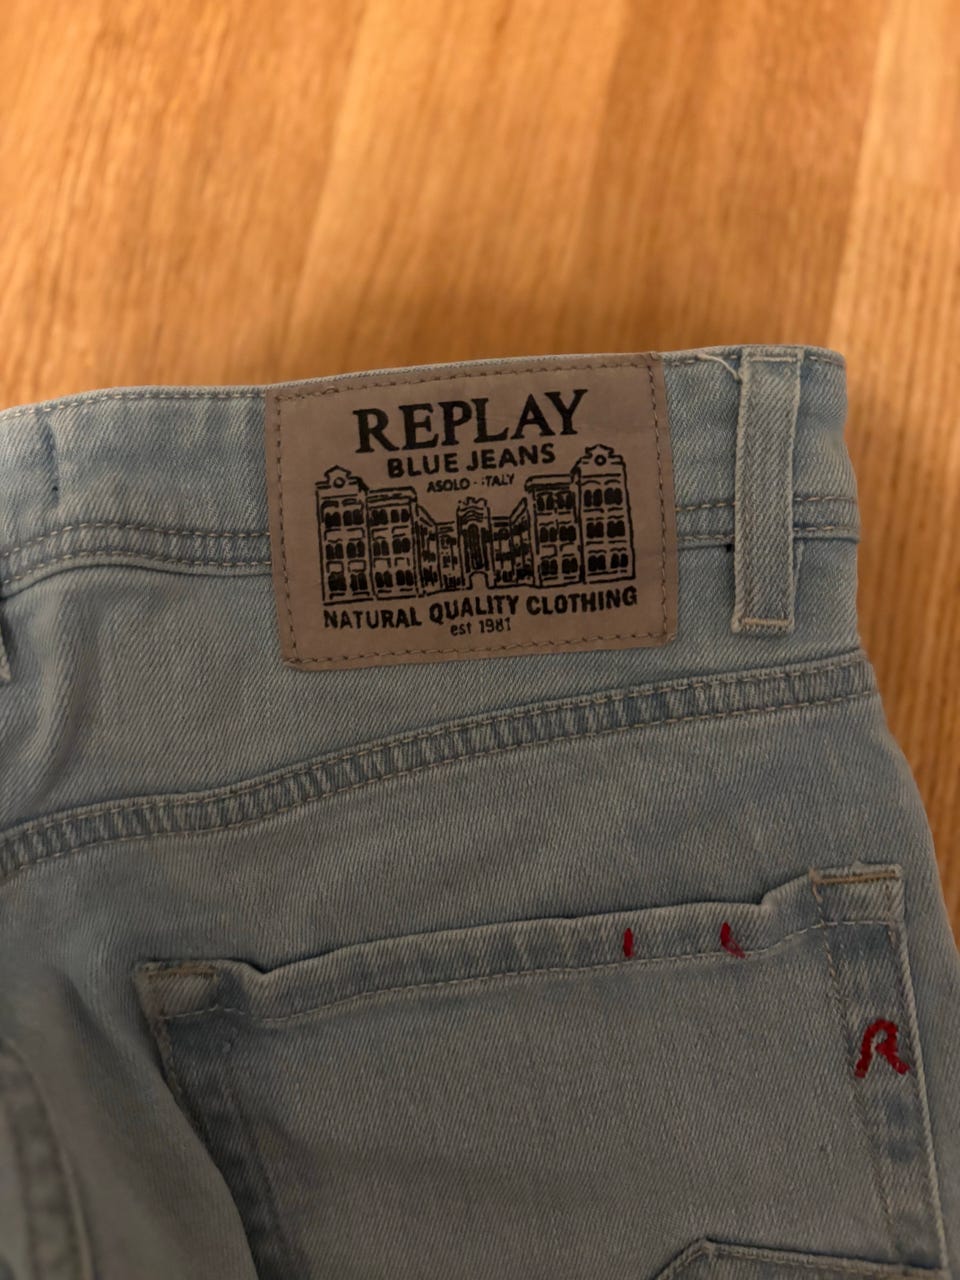 REPLAY
BLUE JEANS
ASOLO - ITALY
NATURAL QUALITY CLOTHING
est 1981
R